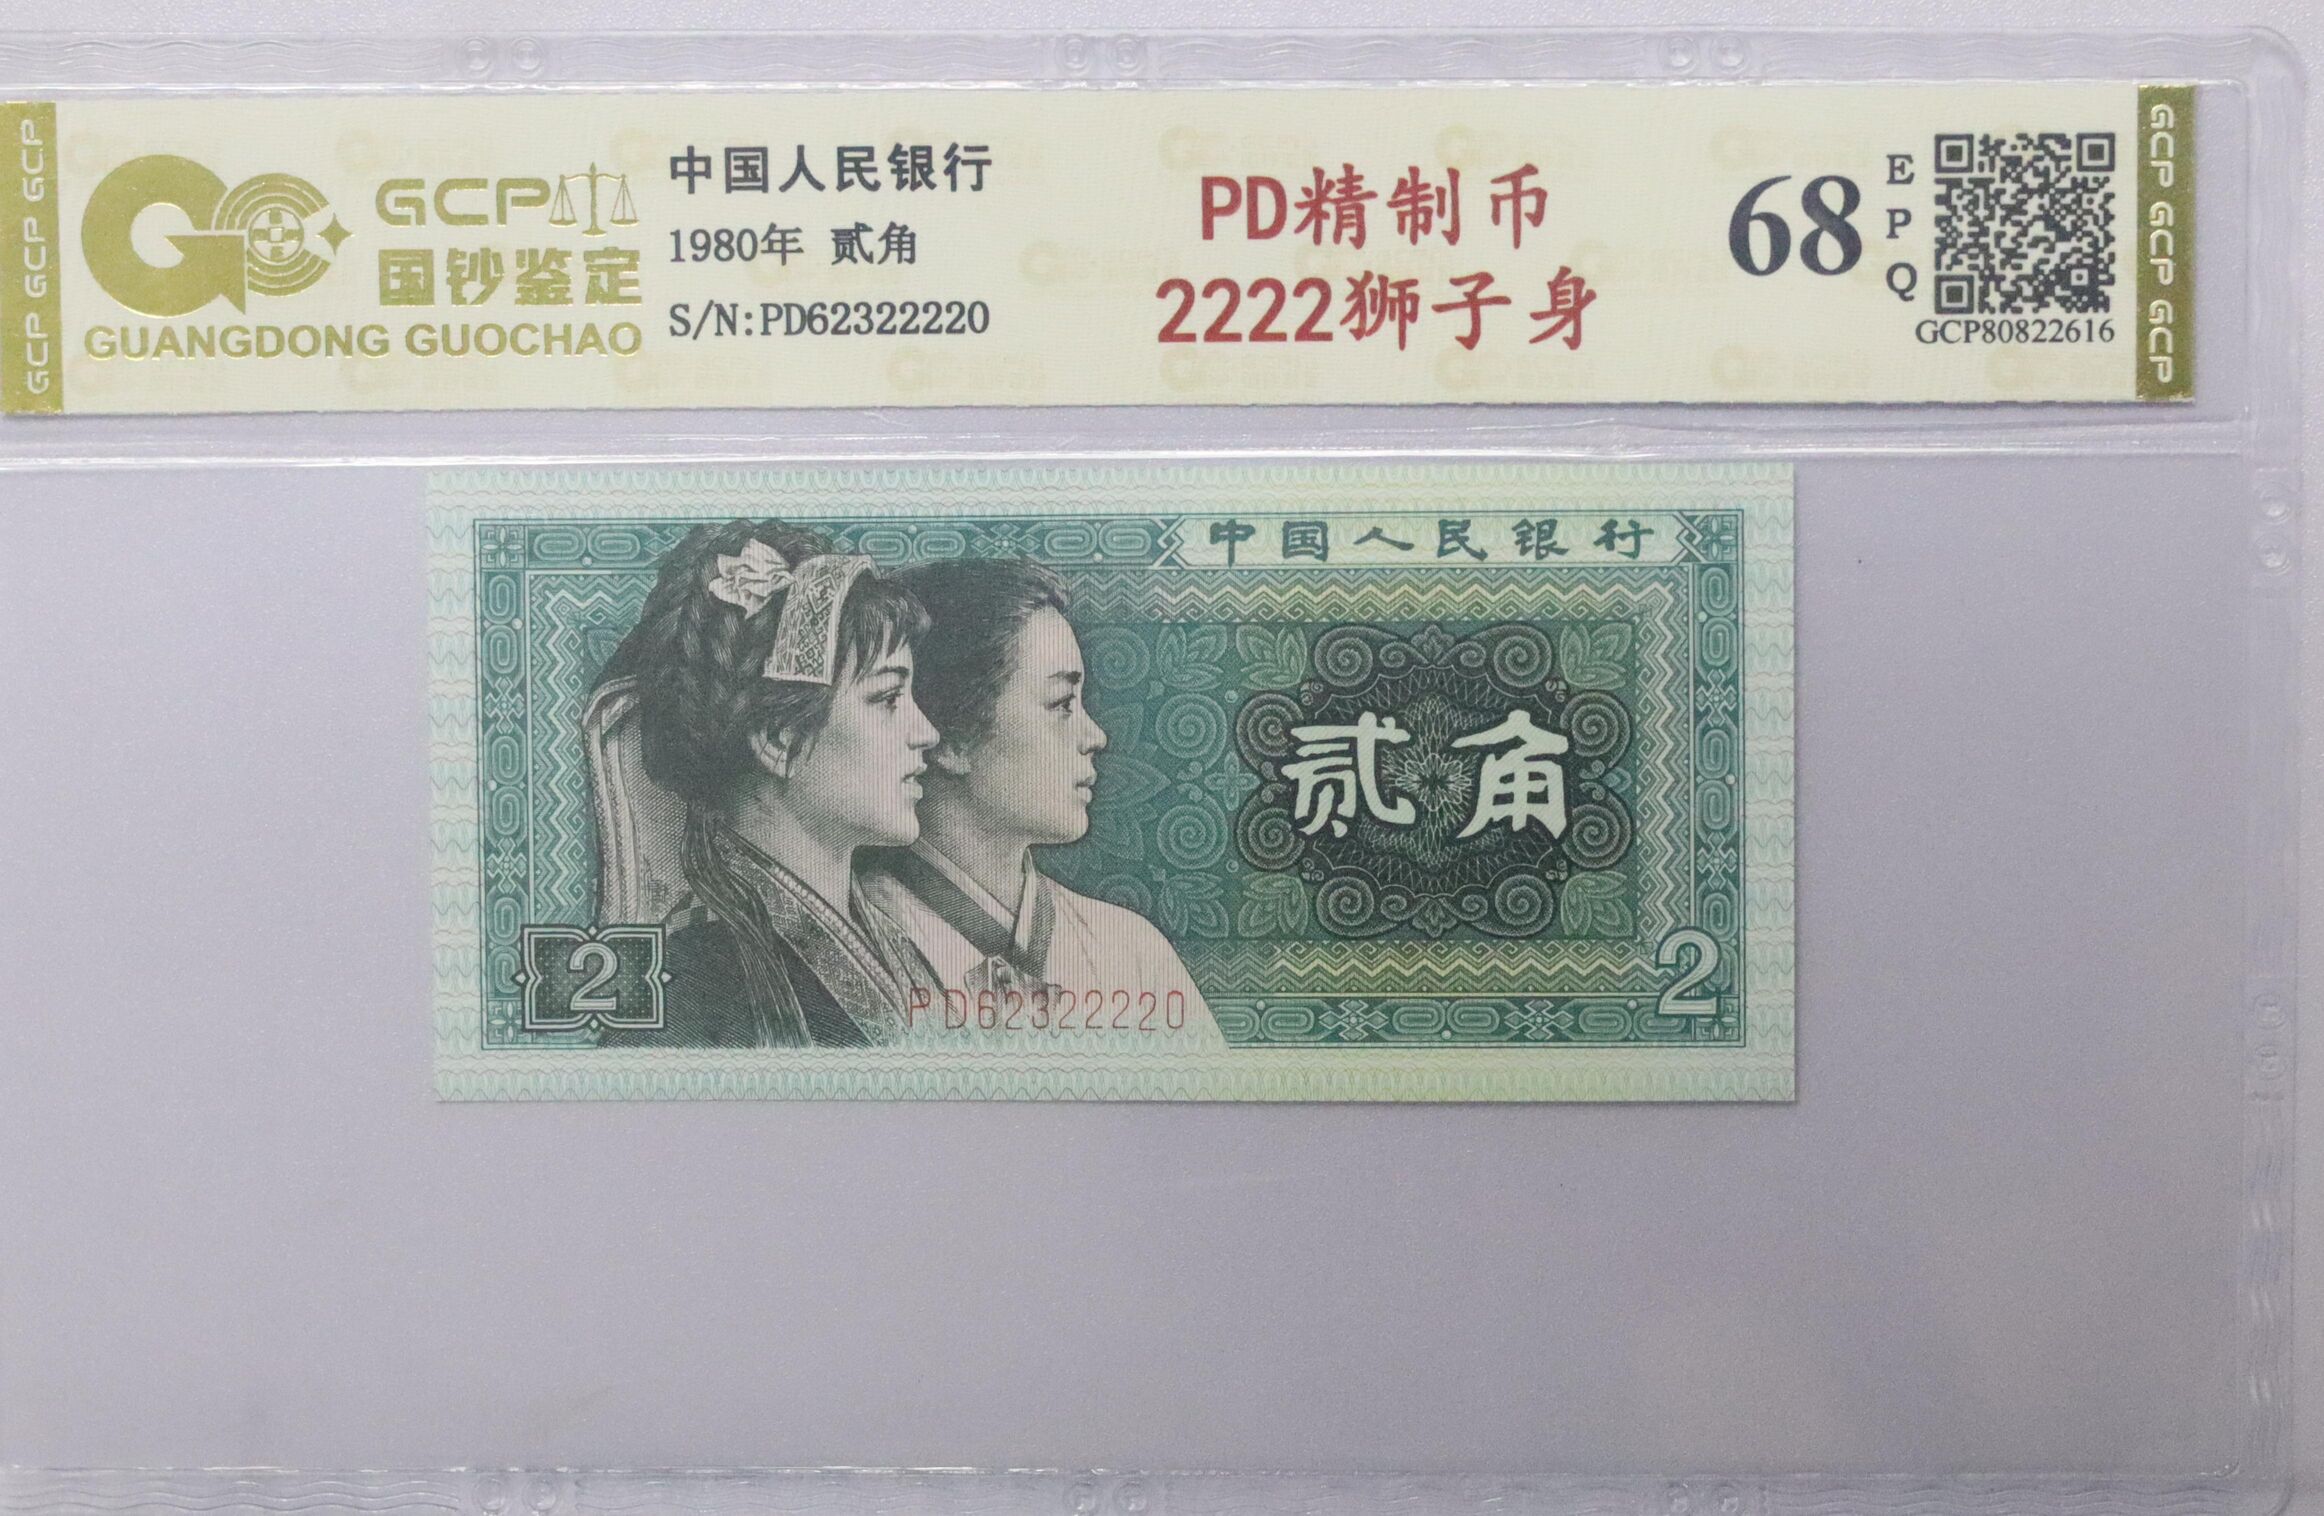 GCP GCP GCP
GCP
国钞鉴定
GUANGDONG GUOCHAO
中国人民银行
1980年 贰角
S/N:PD62322220
PD精制币
2222狮子身
68
EPQ
GCP80822616
GCP GCP GCP
中国人民银行
贰角
2
PD62322220
2